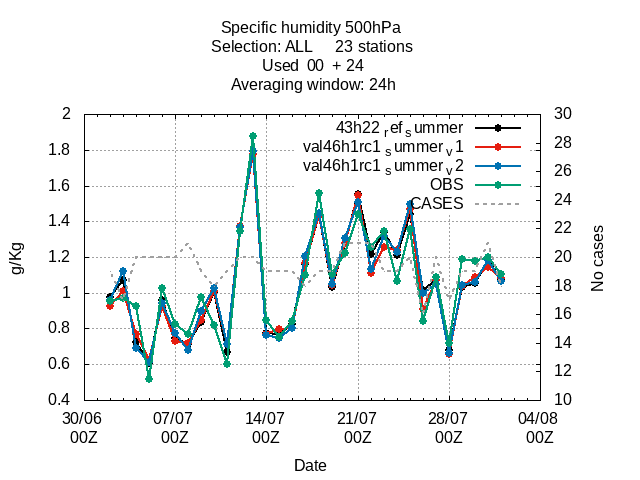 Specific humidity 500hPa
Selection: ALL 23 stations
Used 00 + 24
Averaging window: 24h
43h22_ref_summer
val46h1rc1_summer_v1
val46h1rc1_summer_v2
OBS
CASES
g/Kg
2
1.8
1.6
1.4
1.2
1
0.8
0.6
0.4
No cases
30
28
26
24
22
20
18
16
14
12
10
30/06 07/07 14/07 21/07 28/07 04/08
00Z 00Z 00Z 00Z 00Z 00Z
Date